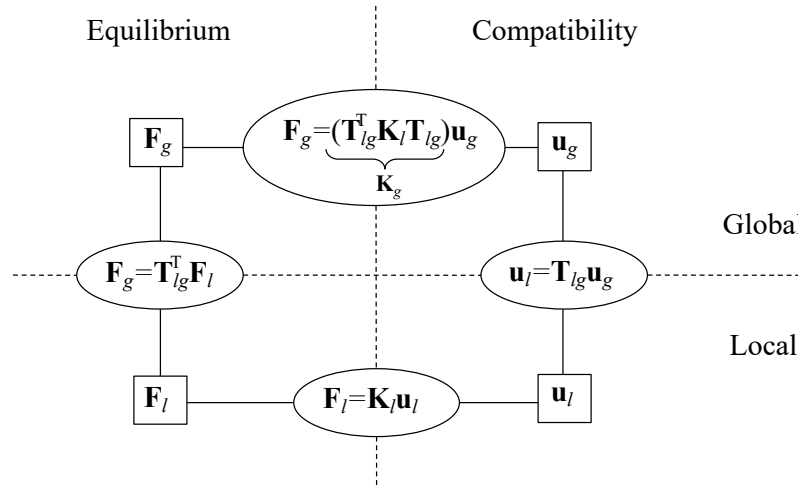 Equilibrium Compatibility
F_g F_g=(T_lg^T K_l T_lg)u_g u_g
K_g
Global
F_g=T_lg^T F_l u_l=T_lg u_g
Local
F_l F_l=K_l u_l u_l